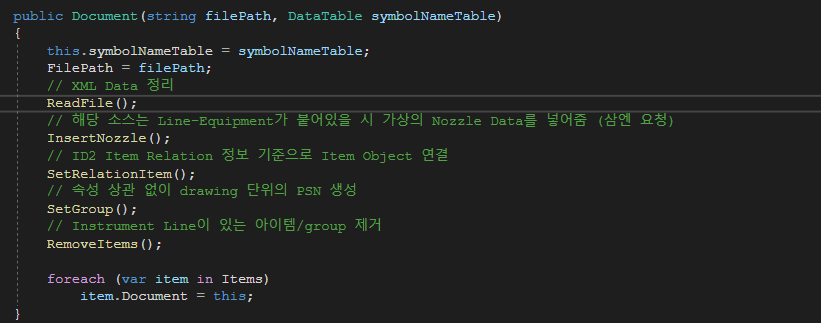 public Document(string filePath, DataTable symbolNameTable)
{
this.symbolNameTable = symbolNameTable;
FilePath = filePath;
// XML Data 정리
ReadFile();
// 해당 소스는 Line-Equipment가 붙어있을 시 가상의 Nozzle Data를 넣어줌 (삼엔 요청)
InsertNozzle();
// ID2 Item Relation 정보 기준으로 Item Object 연결
SetRelationItem();
// 속성 상관 없이 drawing 단위의 PSN 생성
SetGroup();
// Instrument Line이 있는 아이템/group 제거
RemoveItems();
foreach (var item in Items)
item.Document = this;
}